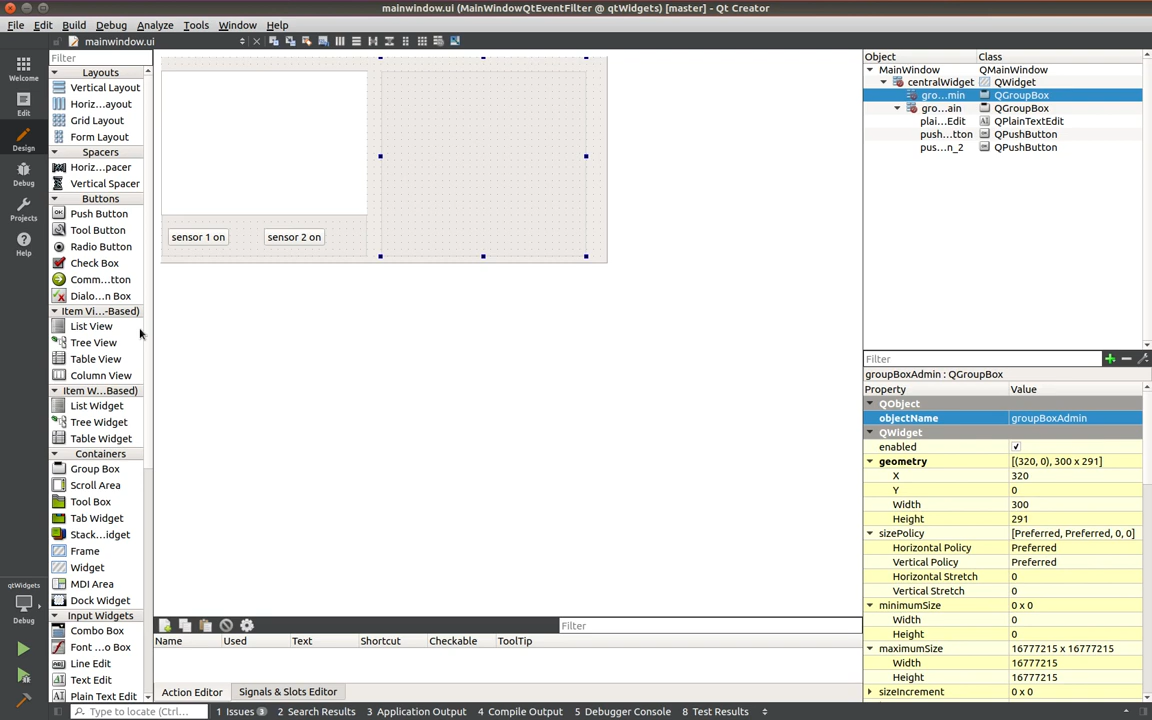 mainwindow.ui (MainWindowQtEventFilter @ qtWidgets) [master] - Qt Creator
File Edit Build Debug Analyze Tools Window Help
mainwindow.ui
Welcome
Edit
Design
Debug
Projects
Help
qtWidgets
Debug
Filter
Layouts
Vertical Layout
Horiz...ayout
Grid Layout
Form Layout
Spacers
Horiz...pacer
Vertical Spacer
Buttons
Push Button
Tool Button
Radio Button
Check Box
Comm...tton
Dialo...n Box
Item Vi...-Based)
List View
Tree View
Table View
Column View
Item W...Based)
List Widget
Tree Widget
Table Widget
Containers
Group Box
Scroll Area
Tool Box
Tab Widget
Stack...idget
Frame
Widget
MDI Area
Dock Widget
Input Widgets
Combo Box
Font ...o Box
Line Edit
Text Edit
Plain Text Edit
sensor 1 on sensor 2 on
Filter
Name Used Text Shortcut Checkable ToolTip
Action Editor Signals & Slots Editor
Object Class
MainWindow QMainWindow
centralWidget QWidget
gro...min QGroupBox
gro...ain QGroupBox
plai...Edit QPlainTextEdit
push...tton QPushButton
pus...n_2 QPushButton
Filter
groupBoxAdmin : QGroupBox
Property Value
QObject
objectName groupBoxAdmin
QWidget
enabled
geometry [(320, 0), 300 x 291]
X 320
Y 0
Width 300
Height 291
sizePolicy [Preferred, Preferred, 0, 0]
Horizontal Policy Preferred
Vertical Policy Preferred
Horizontal Stretch 0
Vertical Stretch 0
minimumSize 0 x 0
Width 0
Height 0
maximumSize 16777215 x 16777215
Width 16777215
Height 16777215
sizeIncrement 0 x 0
Type to locate (Ctrl... 1 Issues 3 2 Search Results 3 Application Output 4 Compile Output 5 Debugger Console 8 Test Results